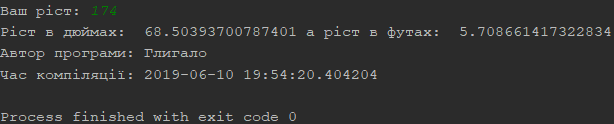 Ваш ріст: 174
Ріст в дюймах:  68.50393700787401 а ріст в футах:  5.708661417322834
Автор програми: Глигало
Час компіляції: 2019-06-10 19:54:20.404204
Process finished with exit code 0